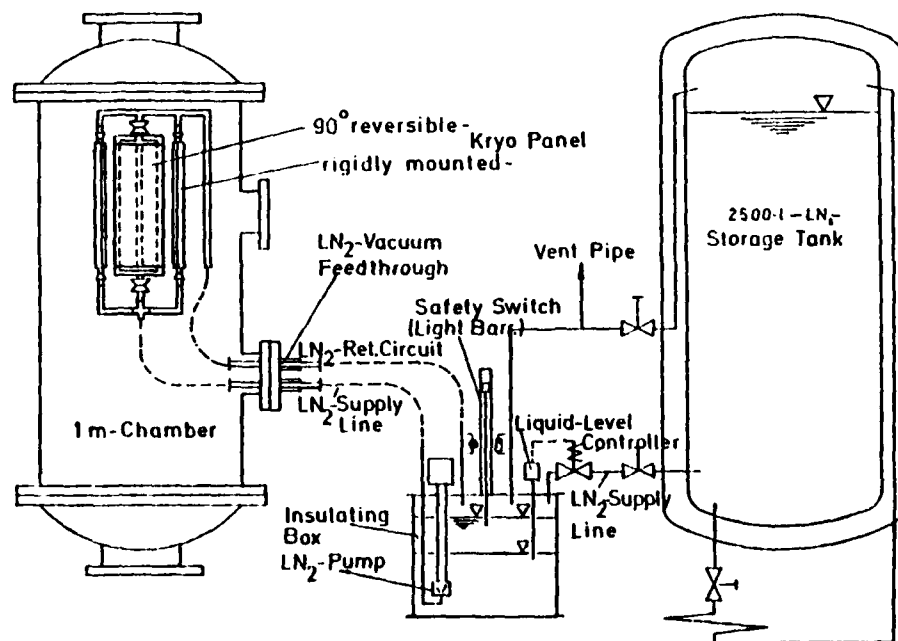 90° reversible-
Kryo Panel
rigidly mounted-
LN₂-Vacuum
Feedthrough
Vent Pipe
2500-l-LN₂-
Storage Tank
Safety Switch
(Light Barr.)
LN₂-Ret.Circuit
LN₂-Supply
Line
1m-Chamber
Liquid-Level
Controller
LN₂-Supply
Line
Insulating
Box
LN₂-Pump